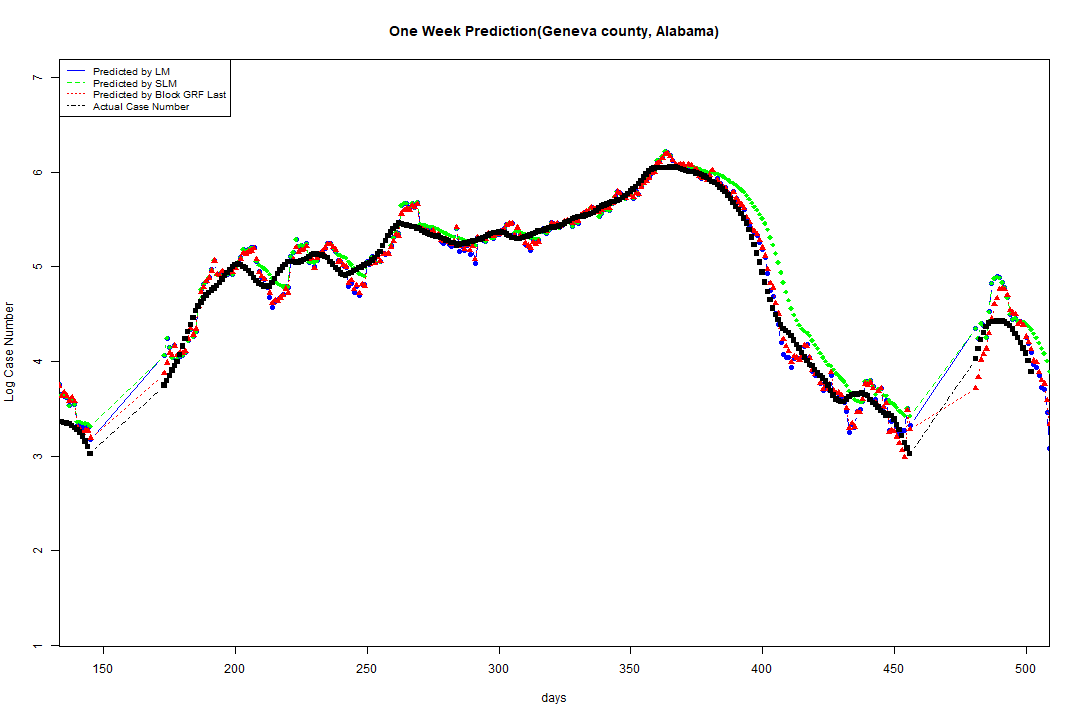 One Week Prediction(Geneva county, Alabama)
Predicted by LM
Predicted by SLM
Predicted by Block GRF Last
Actual Case Number
7
6
5
4
3
2
1
Log Case Number
150 200 250 300 350 400 450 500
days